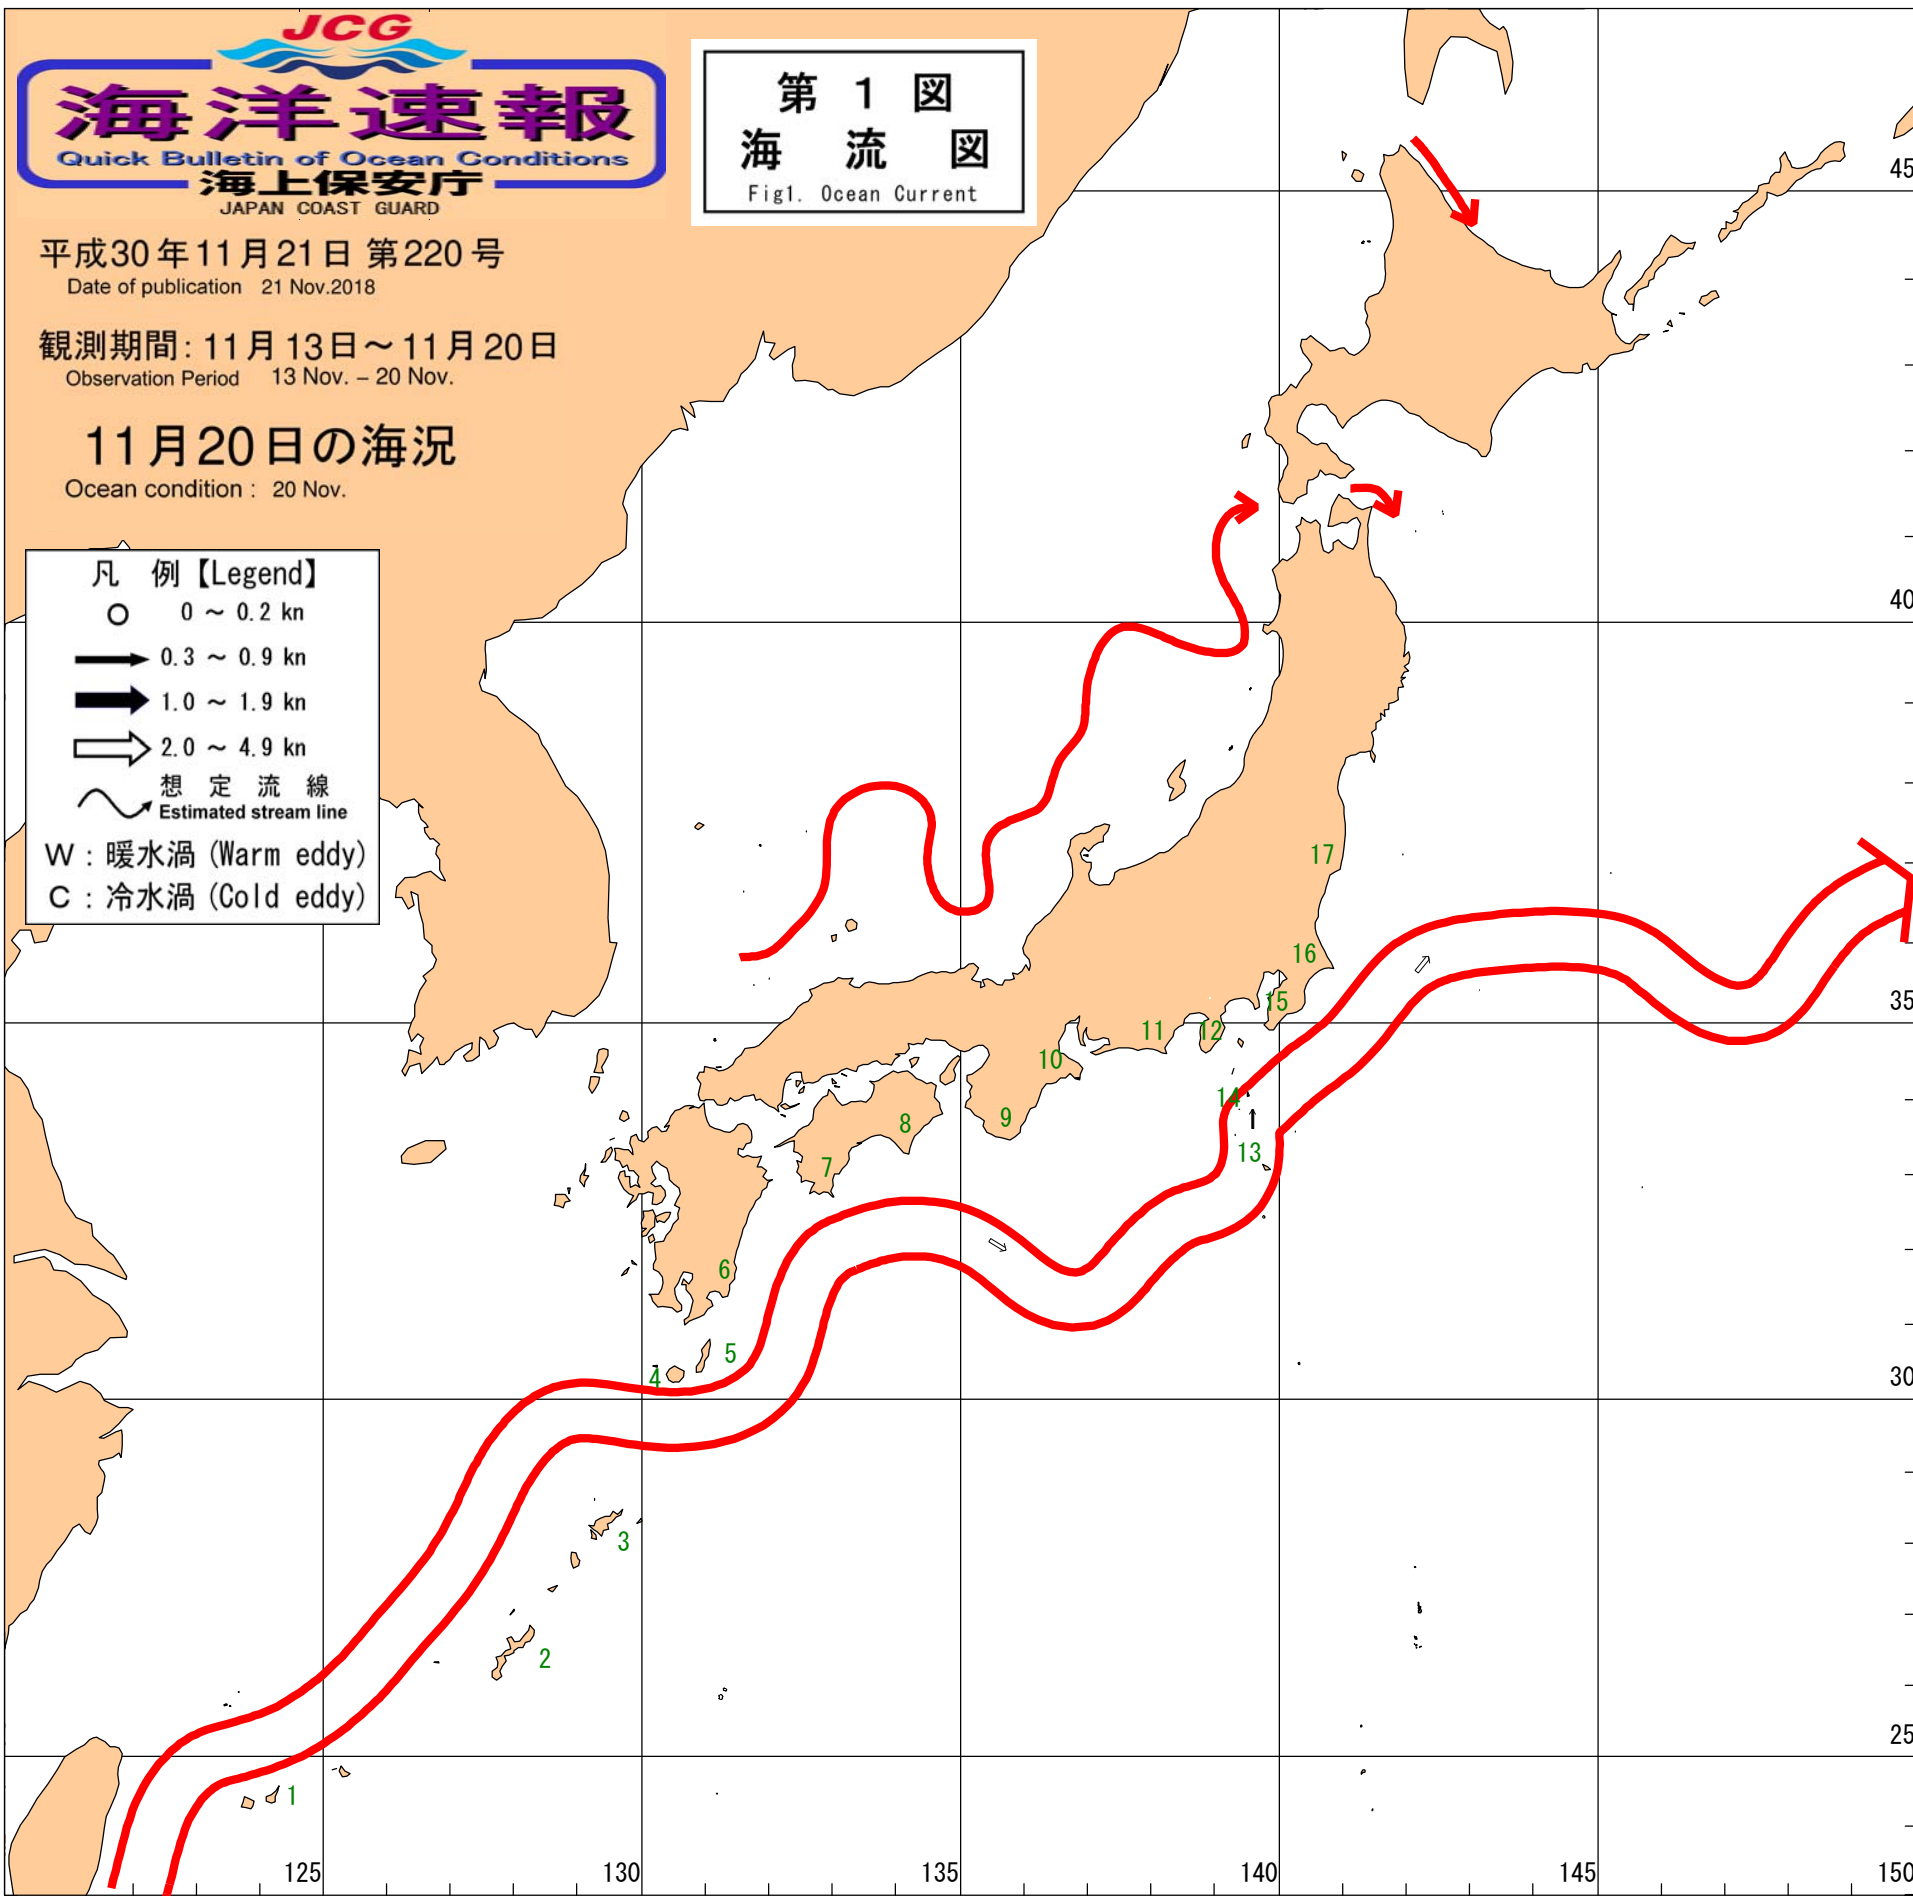 JCG
海洋速報
Quick Bulletin of Ocean Conditions
海上保安庁
JAPAN COAST GUARD
第 1 図
海 流 図
Fig1. Ocean Current
平成30年11月21日 第220号
Date of publication 21 Nov.2018
観測期間: 11月13日～11月20日
Observation Period 13 Nov. – 20 Nov.
11月20日の海況
Ocean condition : 20 Nov.
凡 例【Legend】
0 ～ 0.2 kn
0.3 ～ 0.9 kn
1.0 ～ 1.9 kn
2.0 ～ 4.9 kn
想 定 流 線
Estimated stream line
W : 暖水渦 (Warm eddy)
C : 冷水渦 (Cold eddy)
45
40
17
16
35
15
12
11
10
14
9
8
13
7
6
5
4
30
3
2
25
1
125
130
135
140
145
150